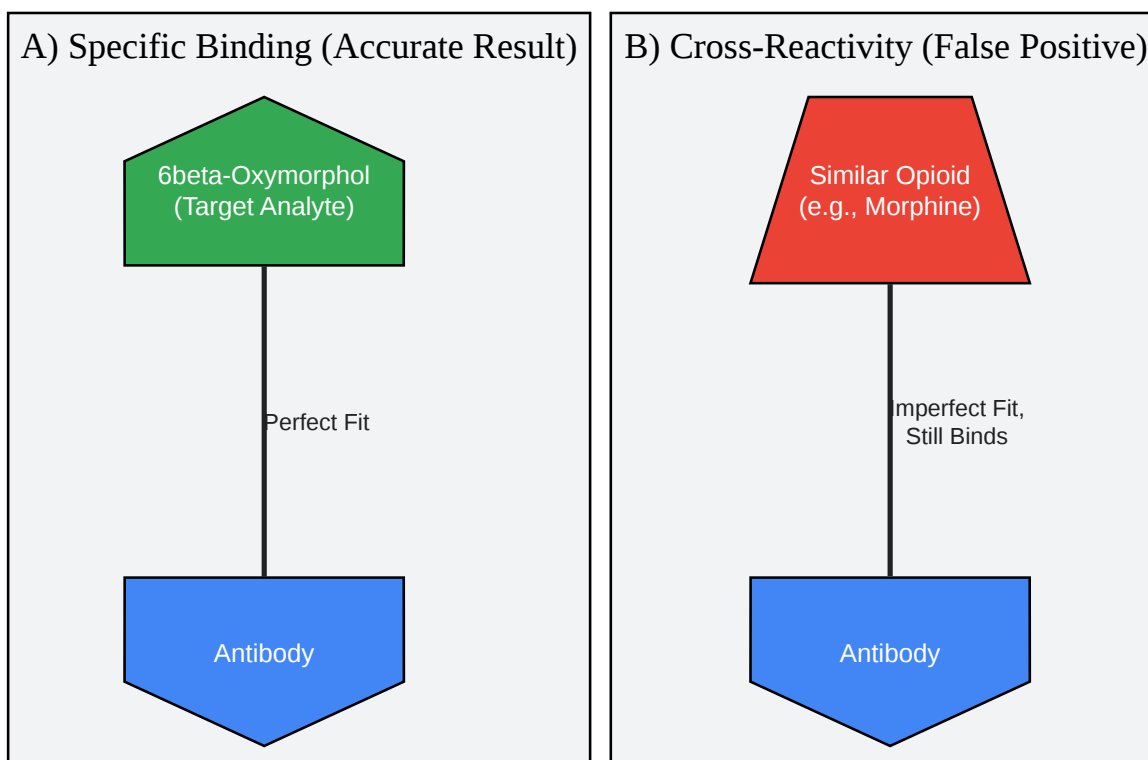 A) Specific Binding (Accurate Result)
6beta-Oxymorphol
(Target Analyte)
Perfect Fit
Antibody
B) Cross-Reactivity (False Positive)
Similar Opioid
(e.g., Morphine)
Imperfect Fit,
Still Binds
Antibody